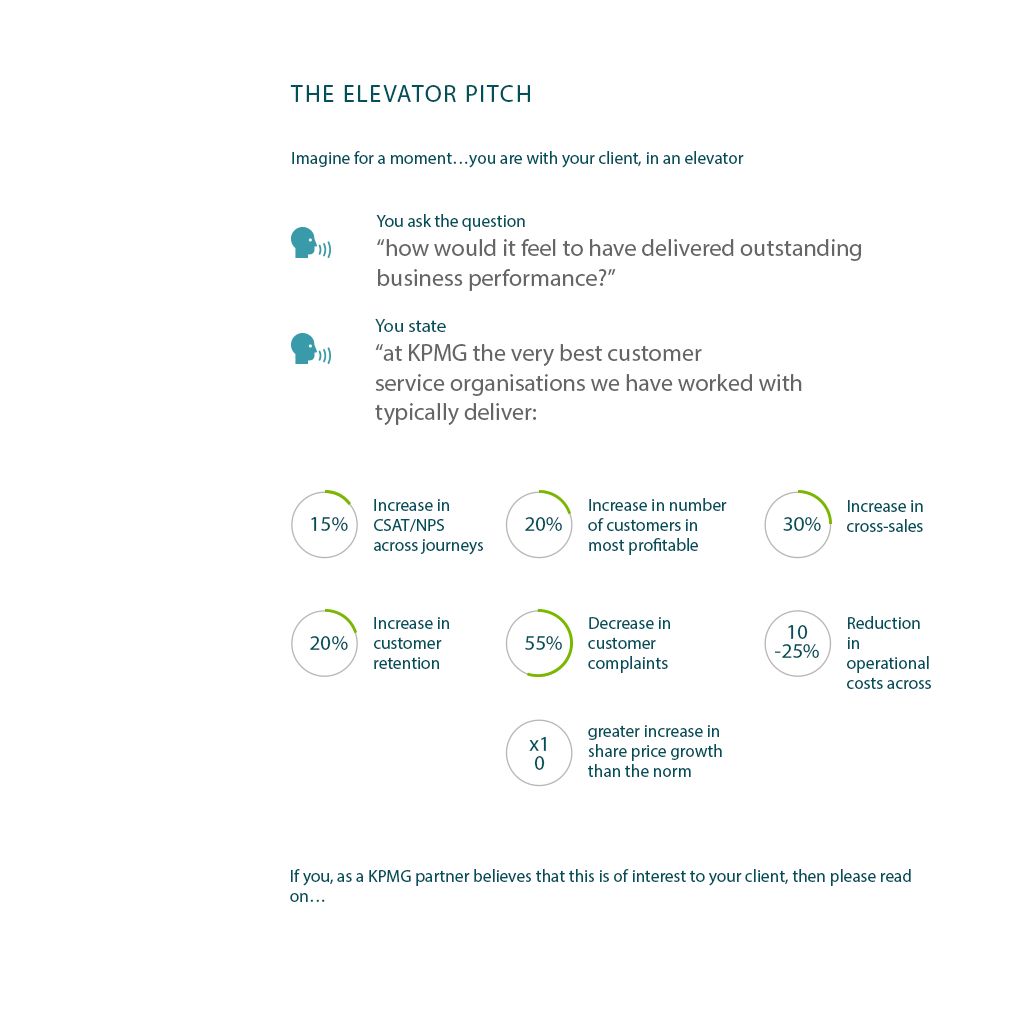 THE ELEVATOR PITCH
Imagine for a moment…you are with your client, in an elevator
You ask the question
“how would it feel to have delivered outstanding
business performance?”
You state
“at KPMG the very best customer
service organisations we have worked with
typically deliver:
15%
Increase in
CSAT/NPS
across journeys
20%
Increase in number
of customers in
most profitable
30%
Increase in
cross-sales
20%
Increase in
customer
retention
55%
Decrease in
customer
complaints
10
-25%
Reduction
in
operational
costs across
x1
0
greater increase in
share price growth
than the norm
If you, as a KPMG partner believes that this is of interest to your client, then please read
on…